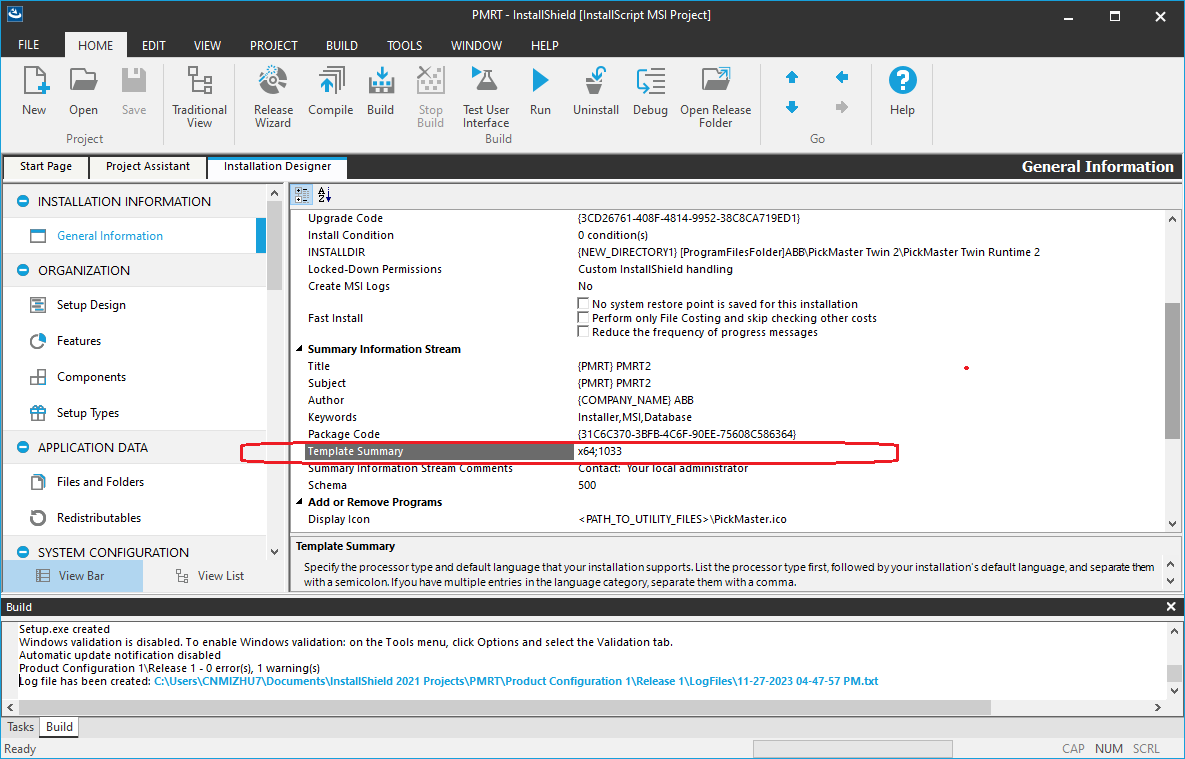 PMRT - InstallShield [InstallScript MSI Project]
FILE HOME EDIT VIEW PROJECT BUILD TOOLS WINDOW HELP
New Open Save
Project
Traditional View
Release Wizard Compile Build Stop Build Test User Interface Run Uninstall Debug Open Release Folder
Build
Go
Help
Start Page Project Assistant Installation Designer General Information
INSTALLATION INFORMATION
General Information
ORGANIZATION
Setup Design
Features
Components
Setup Types
APPLICATION DATA
Files and Folders
Redistributables
SYSTEM CONFIGURATION
View Bar View List
Upgrade Code {3CD26761-408F-4814-9952-38C8CA719ED1}
Install Condition 0 condition(s)
INSTALLDIR {NEW_DIRECTORY1} [ProgramFilesFolder]ABB\PickMaster Twin 2\PickMaster Twin Runtime 2
Locked-Down Permissions Custom InstallShield handling
Create MSI Logs No
No system restore point is saved for this installation
Fast Install Perform only File Costing and skip checking other costs
Reduce the frequency of progress messages
Summary Information Stream
Title {PMRT} PMRT2
Subject {PMRT} PMRT2
Author {COMPANY_NAME} ABB
Keywords Installer,MSI,Database
Package Code {31C6C370-3BFB-4C6F-90EE-75608C586364}
Template Summary x64;1033
Summary Information Stream Comments Contact: Your local administrator
Schema 500
Add or Remove Programs
Display Icon <PATH_TO_UTILITY_FILES>\PickMaster.ico
Template Summary
Specify the processor type and default language that your installation supports. List the processor type first, followed by your installation's default language, and separate them
with a semicolon. If you have multiple entries in the language category, separate them with a comma.
Build
Setup.exe created
Windows validation is disabled. To enable Windows validation: on the Tools menu, click Options and select the Validation tab.
Automatic update notification disabled
Product Configuration 1\Release 1 - 0 error(s), 1 warning(s)
Log file has been created: C:\Users\CNMIZHU7\Documents\InstallShield 2021 Projects\PMRT\Product Configuration 1\Release 1\LogFiles\11-27-2023 04-47-57 PM.txt
Tasks Build
Ready CAP NUM SCRL